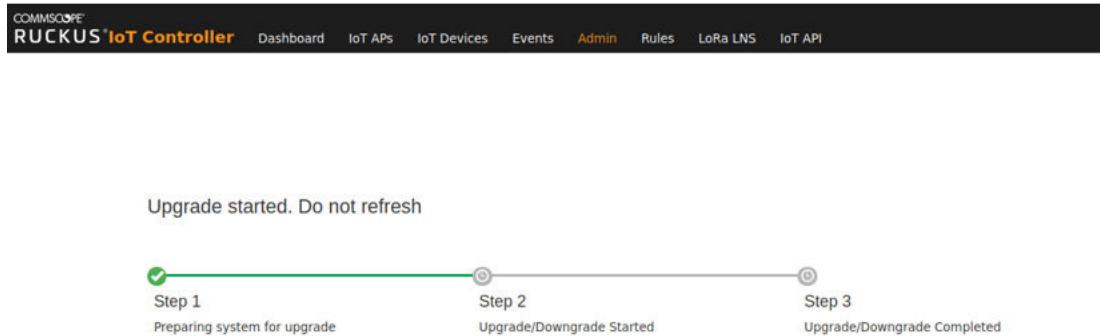 COMMSCOPE
RUCKUS® IoT Controller Dashboard IoT APs IoT Devices Events Admin Rules LoRa LNS IoT API
Upgrade started. Do not refresh
Step 1 Step 2 Step 3
Preparing system for upgrade Upgrade/Downgrade Started Upgrade/Downgrade Completed